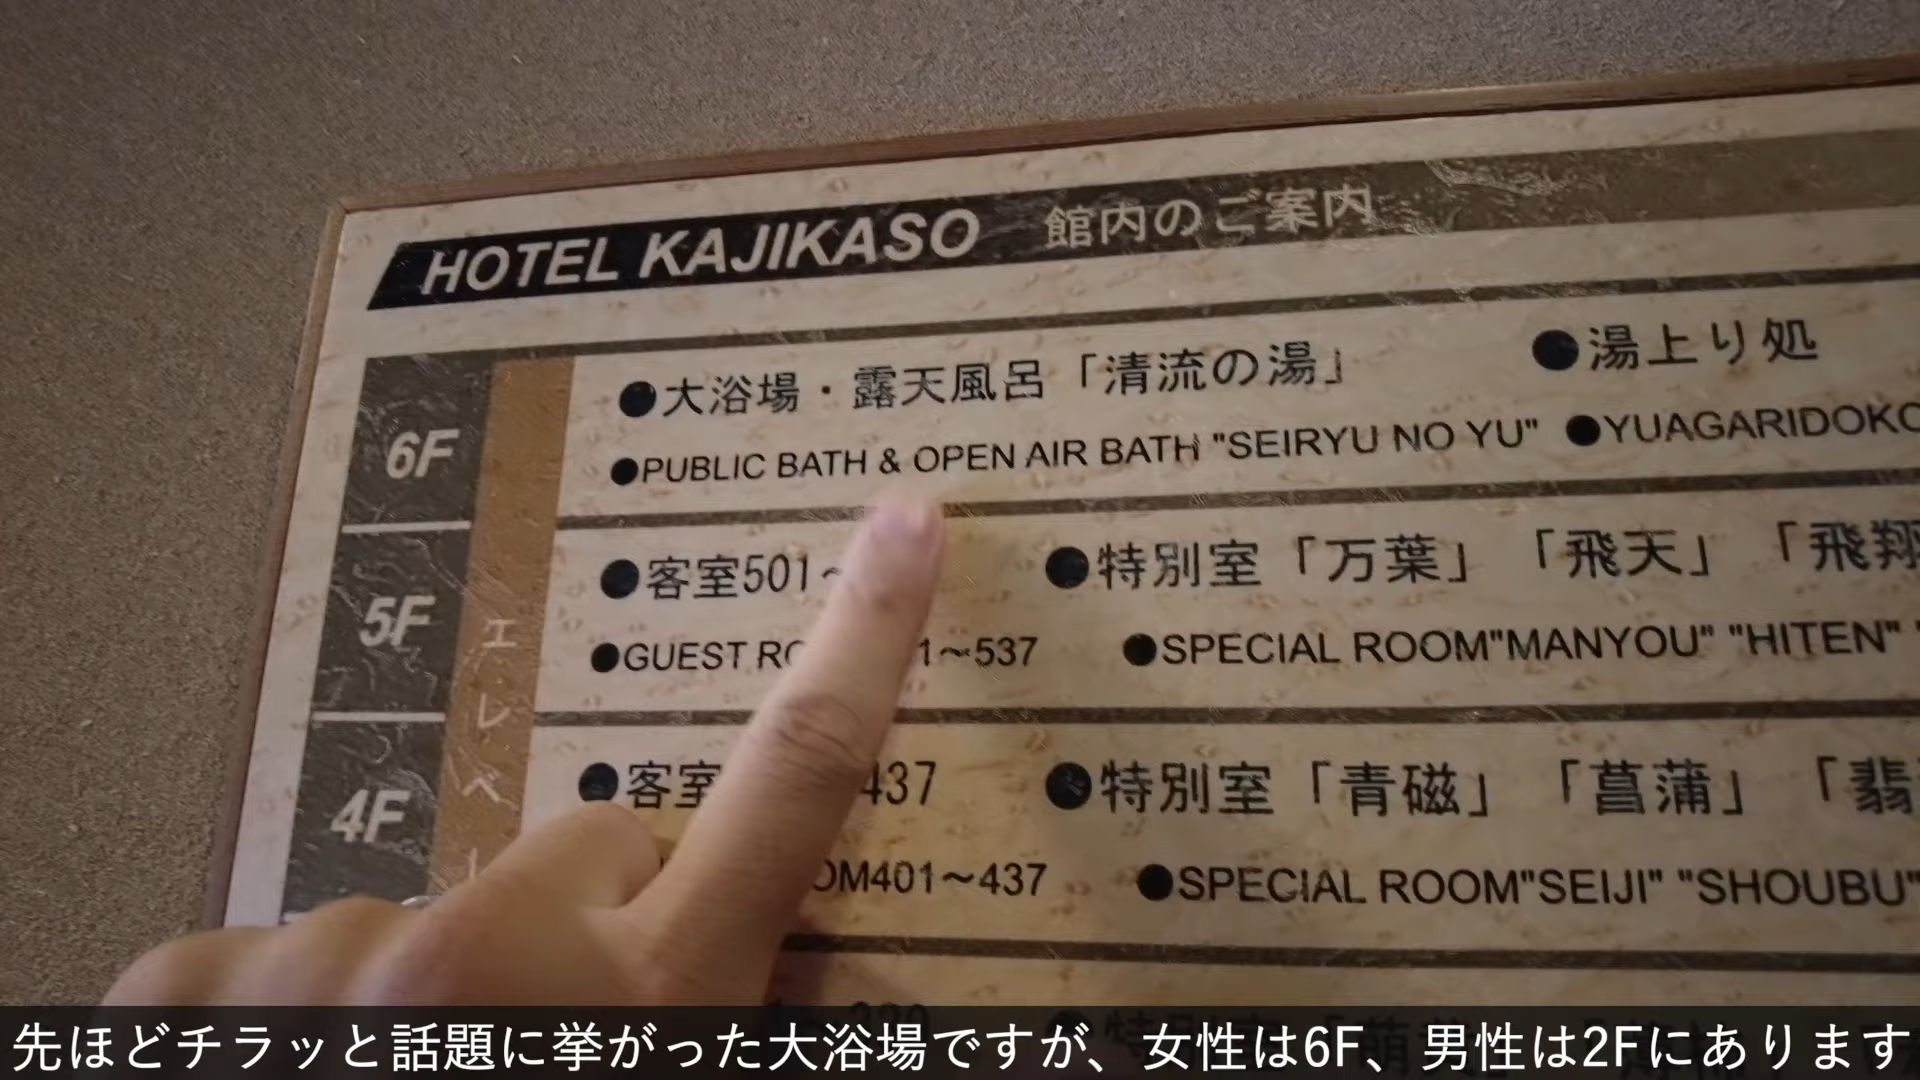 HOTEL KAJIKASO 館内のご案内
6F
●大浴場・露天風呂「清流の湯」 ●湯上り処
●PUBLIC BATH & OPEN AIR BATH "SEIRYU NO YU" ●YUAGARIDOKO
5F
●客室501~ ●特別室「万葉」「飛天」「飛翔
●GUEST 1~537 ●SPECIAL ROOM"MANYOU" "HITEN"
4F
●客室 437 ●特別室「青磁」「菖蒲」「翡
401~437 ●SPECIAL ROOM"SEIJI" "SHOUBU"
エレベー
先ほどチラッと話題に挙がった大浴場ですが、女性は6F、男性は2Fにあります